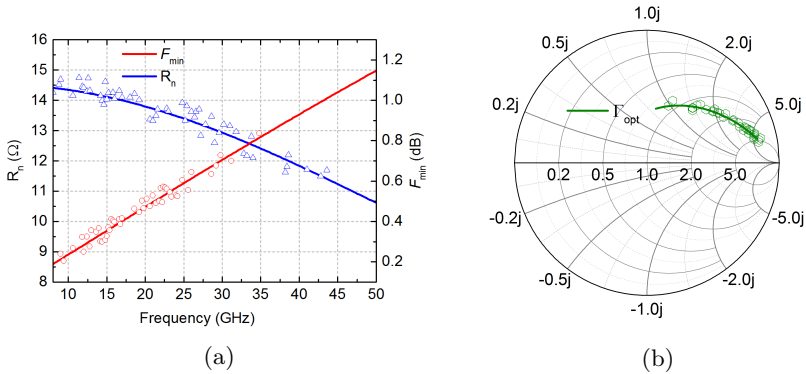 16
15
14
13
12
11
10
9
8
Rn (Ω)
Fmin
Rn
1.2
1.0
0.8
0.6
0.4
0.2
Fmin (dB)
10 15 20 25 30 35 40 45 50
Frequency (GHz)
(a)
1.0j
0.5j 2.0j
0.2j 5.0j
Γopt
0.2 0.5 1.0 2.0 5.0
-0.2j -5.0j
-0.5j -2.0j
-1.0j
(b)